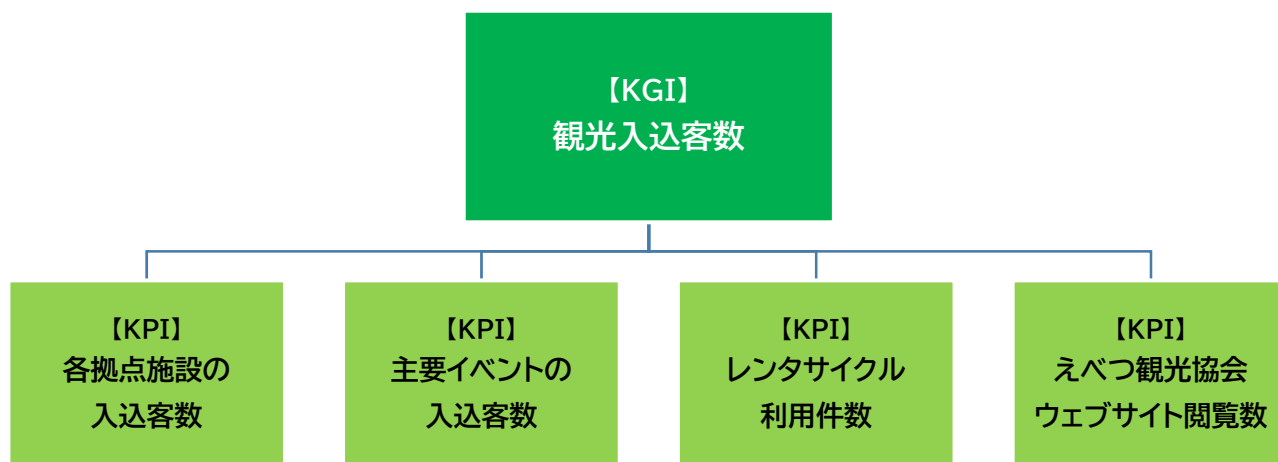 【KGI】
観光入込客数
【KPI】
各拠点施設の
入込客数
【KPI】
主要イベントの
入込客数
【KPI】
レンタサイクル
利用件数
【KPI】
えべつ観光協会
ウェブサイト閲覧数